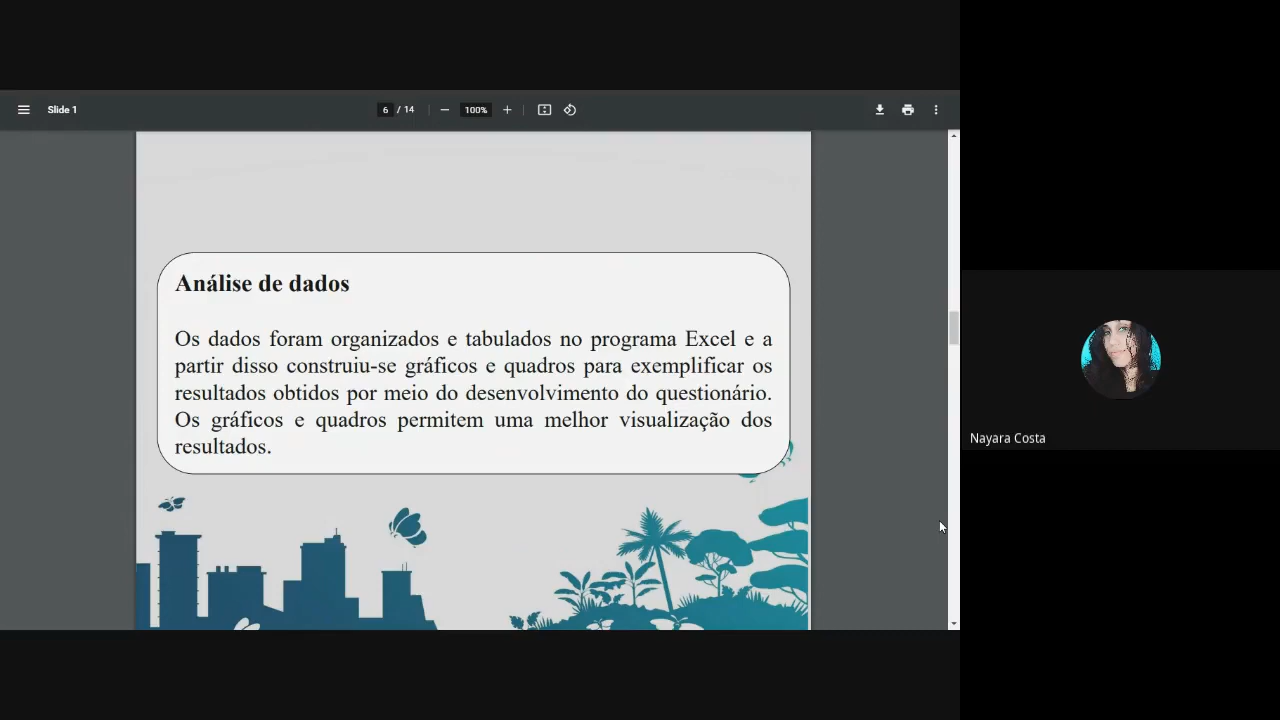 Slide 1
6 / 14
100%
Análise de dados
Os dados foram organizados e tabulados no programa Excel e a
partir disso construiu-se gráficos e quadros para exemplificar os
resultados obtidos por meio do desenvolvimento do questionário.
Os gráficos e quadros permitem uma melhor visualização dos
resultados.
Nayara Costa